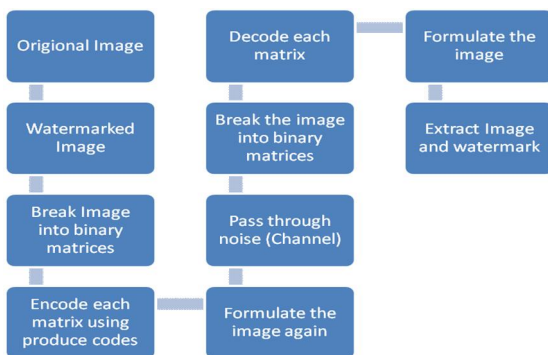 Origional Image
Watermarked
Image
Break Image
into binary
matrices
Encode each
matrix using
produce codes
Formulate the
image again
Pass through
noise (Channel)
Break the image
into binary
matrices
Decode each
matrix
Formulate the
image
Extract Image
and watermark